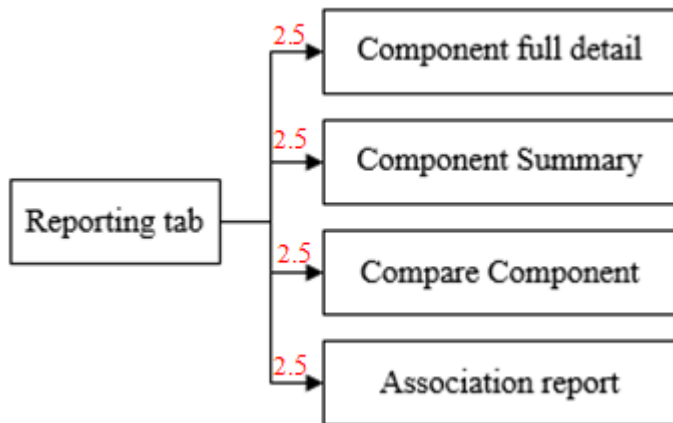 2.5
Component full detail
2.5
Component Summary
Reporting tab
2.5
Compare Component
2.5
Association report